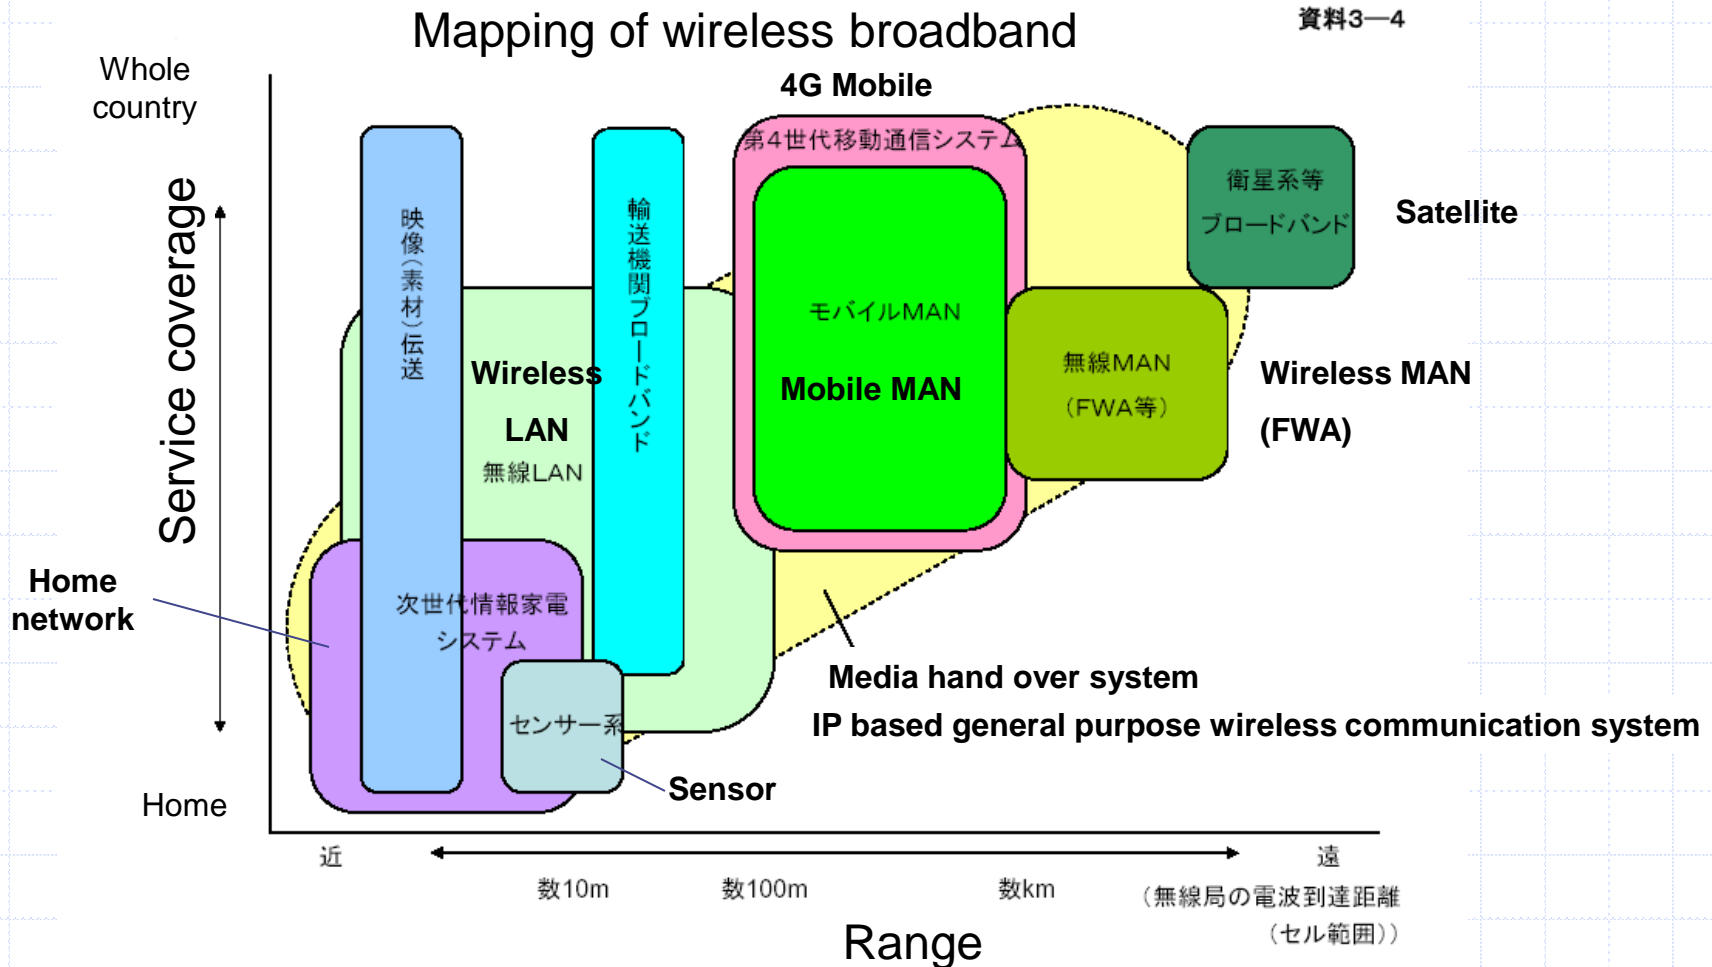 資料3―4
Mapping of wireless broadband
Whole
country
4G Mobile
第4世代移動通信システム
映像(素材)伝送
輸送機関ブロードバンド
衛星系等
ブロードバンド
Satellite
Service coverage
モバイルMAN
Mobile MAN
無線MAN
(FWA等)
Wireless MAN
(FWA)
Wireless
LAN
無線LAN
Home
network
次世代情報家電
システム
センサー系
Sensor
Media hand over system
IP based general purpose wireless communication system
Home
近
遠
数10m
数100m
数km
(無線局の電波到達距離
(セル範囲))
Range